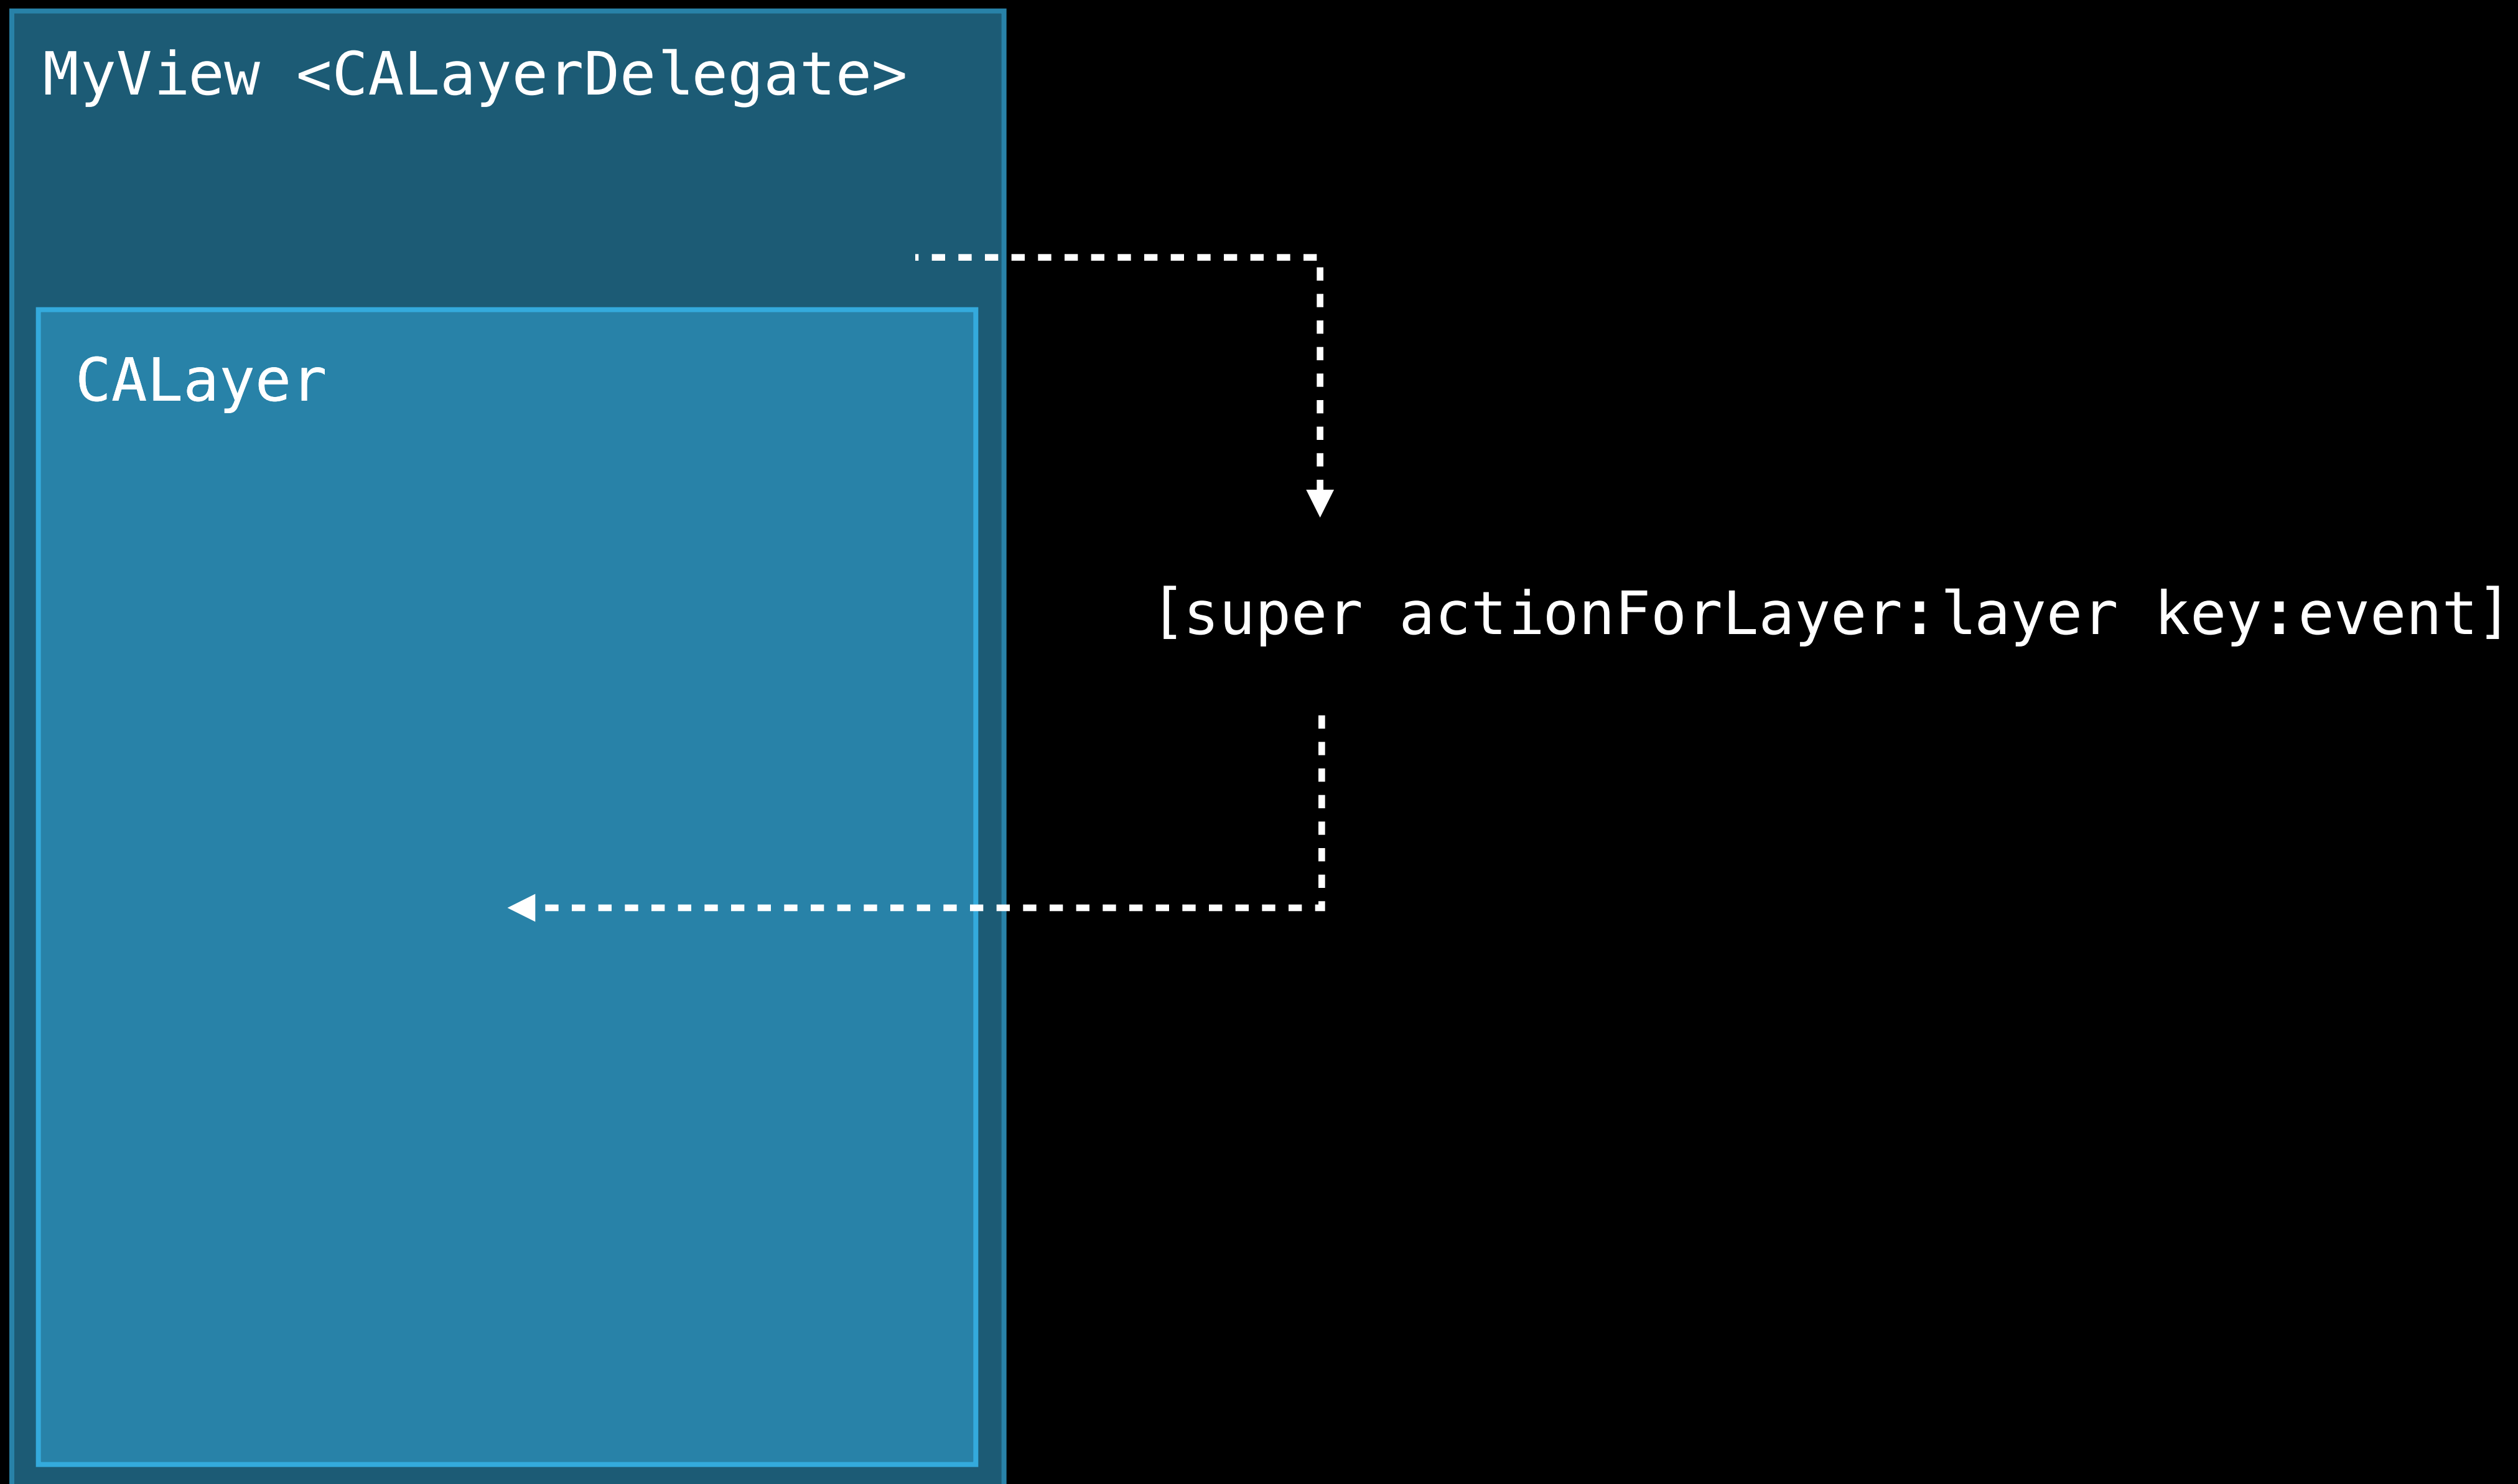 MyView <CALayerDelegate>
CALayer
[super actionForLayer:layer key:event]